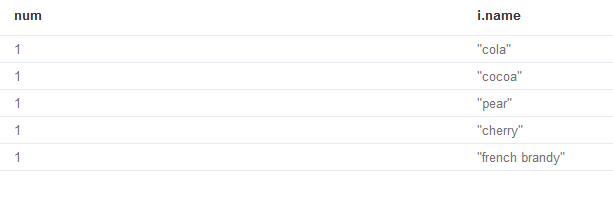 num i.name
1 "cola"
1 "cocoa"
1 "pear"
1 "cherry"
1 "french brandy"